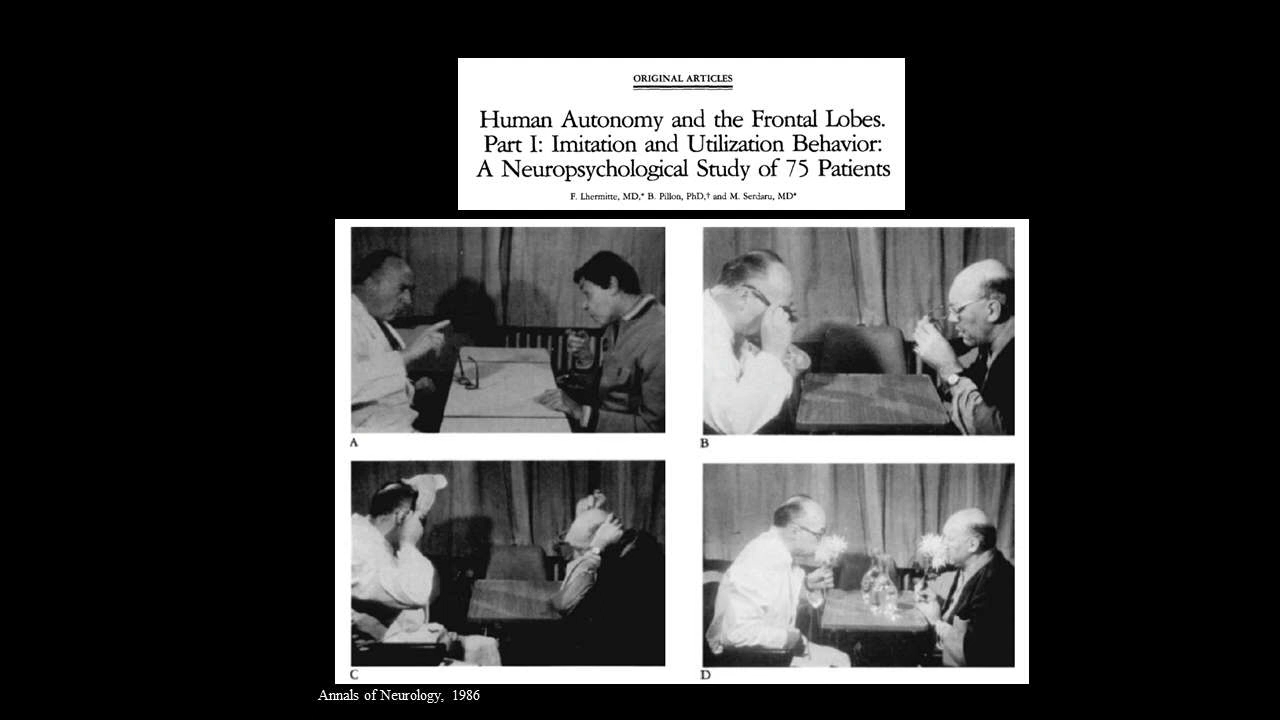 ORIGINAL ARTICLES
Human Autonomy and the Frontal Lobes.
Part I: Imitation and Utilization Behavior:
A Neuropsychological Study of 75 Patients
F. Lhermitte, MD,* B. Pillon, PhD,† and M. Serdaru, MD*
A
B
C
D
Annals of Neurology, 1986